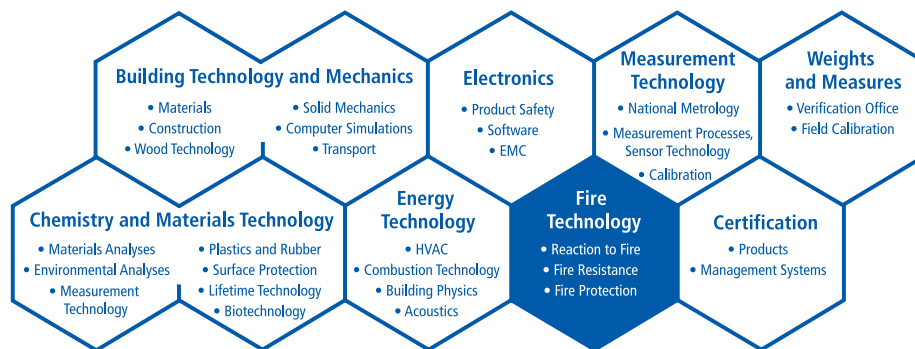 Building Technology and Mechanics
• Materials
• Construction
• Wood Technology
• Solid Mechanics
• Computer Simulations
• Transport
Electronics
• Product Safety
• Software
• EMC
Measurement
Technology
• National Metrology
• Measurement Processes,
Sensor Technology
• Calibration
Weights
and Measures
• Verification Office
• Field Calibration
Chemistry and Materials Technology
• Materials Analyses
• Environmental Analyses
• Measurement
Technology
• Plastics and Rubber
• Surface Protection
• Lifetime Technology
• Biotechnology
Energy
Technology
• HVAC
• Combustion Technology
• Building Physics
• Acoustics
Fire
Technology
• Reaction to Fire
• Fire Resistance
• Fire Protection
Certification
• Products
• Management Systems